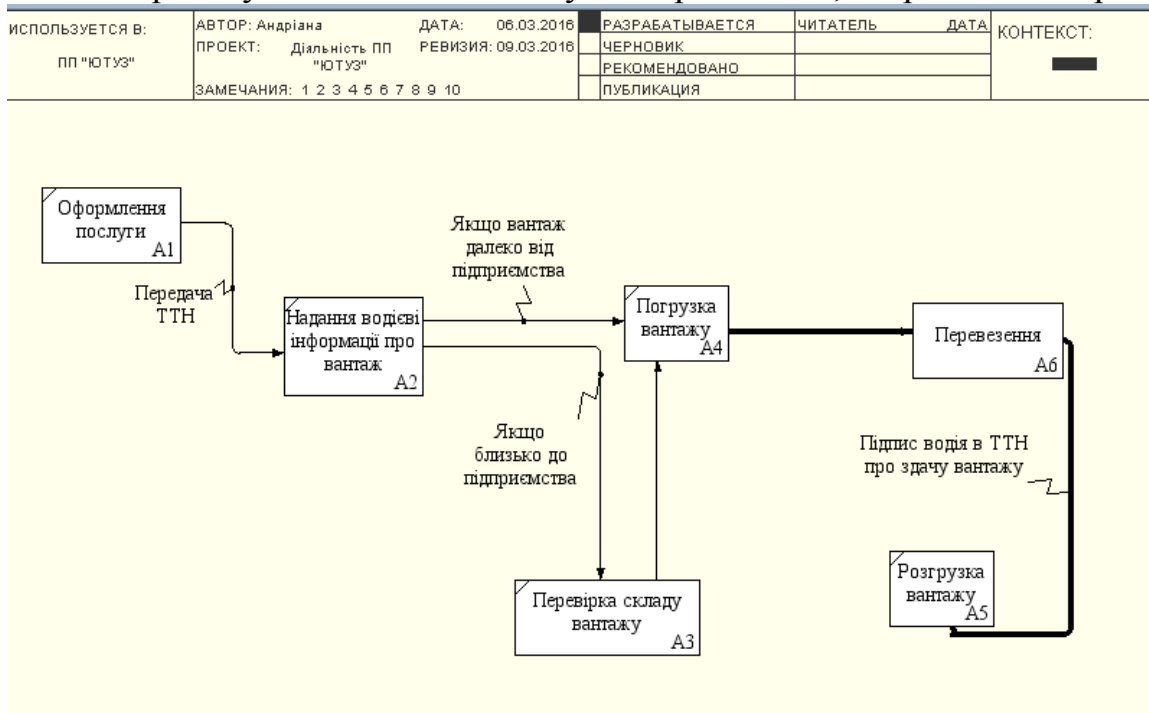 ИСПОЛЬЗУЕТСЯ В:
ПП "ЮТУЗ"
АВТОР: Андріана
ДАТА: 06.03.2016
ПРОЕКТ: Діяльність ПП
"ЮТУЗ"
РЕВИЗИЯ: 09.03.2016
ЗАМЕЧАНИЯ: 1 2 3 4 5 6 7 8 9 10
РАЗРАБАТЫВАЕТСЯ
ЧЕРНОВИК
РЕКОМЕНДОВАНО
ПУБЛИКАЦИЯ
ЧИТАТЕЛЬ ДАТА
КОНТЕКСТ:
Оформлення
послуги
A1
Передача
ТТН
Надання водієві
інформації про
вантаж
A2
Якщо вантаж
далеко від
підприємства
Якщо
близько до
підприємства
Перевірка складу
вантажу
A3
Погрузка
вантажу
A4
Перевезення
A6
Підпис водія в ТТН
про здачу вантажу
Розгрузка
вантажу
A5